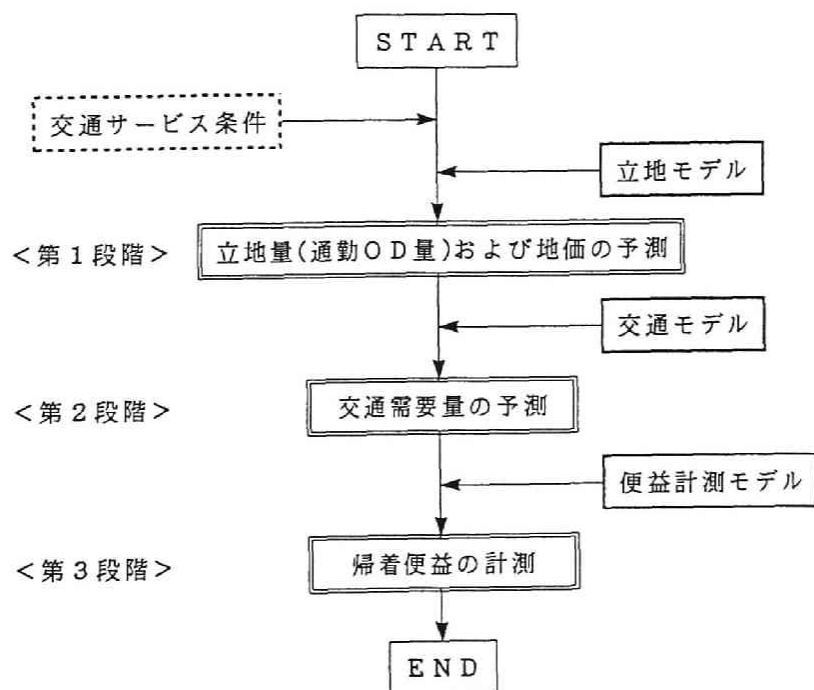 START
交通サービス条件
立地モデル
<第1段階>
立地量(通勤OD量)および地価の予測
交通モデル
<第2段階>
交通需要量の予測
便益計測モデル
<第3段階>
帰着便益の計測
END